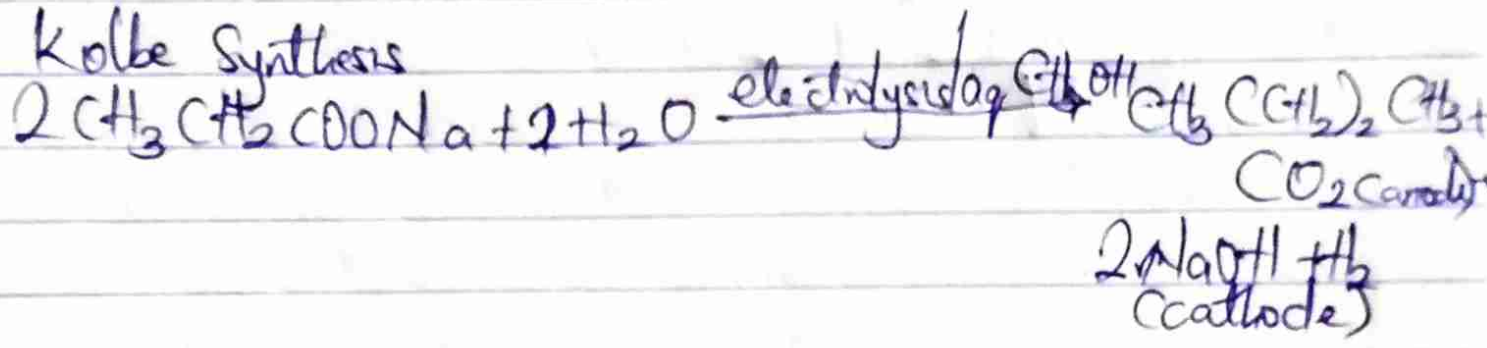 Kolbe Synthesis
2CH₃CH₂COONa + 2H₂O electrolysis/aq CH₃OH → CH₃(CH₂)₂CH₃ +
CO₂ (anode)
2NaOH + H₂
(cathode)